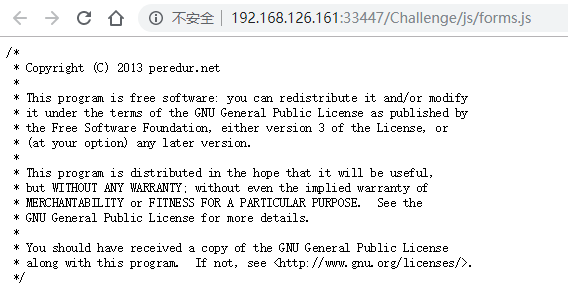 不安全 | 192.168.126.161:33447/Challenge/js/forms.js
/*
 * Copyright (C) 2013 peredur.net
 *
 * This program is free software: you can redistribute it and/or modify
 * it under the terms of the GNU General Public License as published by
 * the Free Software Foundation, either version 3 of the License, or
 * (at your option) any later version.
 *
 * This program is distributed in the hope that it will be useful,
 * but WITHOUT ANY WARRANTY; without even the implied warranty of
 * MERCHANTABILITY or FITNESS FOR A PARTICULAR PURPOSE.  See the
 * GNU General Public License for more details.
 *
 * You should have received a copy of the GNU General Public License
 * along with this program.  If not, see <http://www.gnu.org/licenses/>.
 */